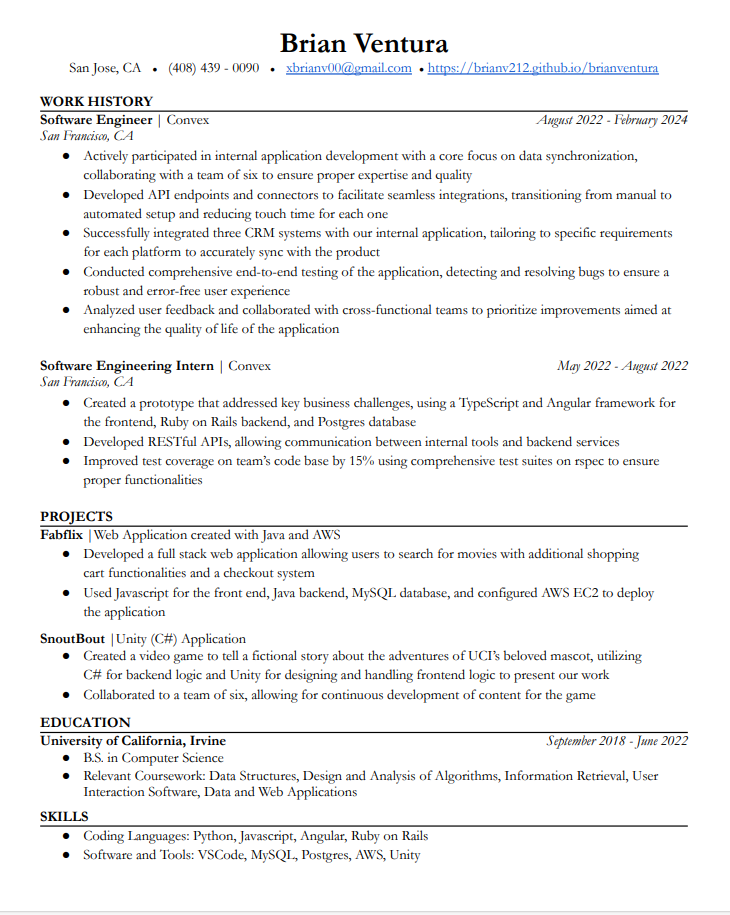 Brian Ventura
San Jose, CA • (408) 439 - 0090 • xbrianv00@gmail.com • https://brianv212.github.io/brianventura
WORK HISTORY
Software Engineer | Convex August 2022 - February 2024
San Francisco, CA
● Actively participated in internal application development with a core focus on data synchronization,
collaborating with a team of six to ensure proper expertise and quality
● Developed API endpoints and connectors to facilitate seamless integrations, transitioning from manual to
automated setup and reducing touch time for each one
● Successfully integrated three CRM systems with our internal application, tailoring to specific requirements
for each platform to accurately sync with the product
● Conducted comprehensive end-to-end testing of the application, detecting and resolving bugs to ensure a
robust and error-free user experience
● Analyzed user feedback and collaborated with cross-functional teams to prioritize improvements aimed at
enhancing the quality of life of the application
Software Engineering Intern | Convex May 2022 - August 2022
San Francisco, CA
● Created a prototype that addressed key business challenges, using a TypeScript and Angular framework for
the frontend, Ruby on Rails backend, and Postgres database
● Developed RESTful APIs, allowing communication between internal tools and backend services
● Improved test coverage on team's code base by 15% using comprehensive test suites on rspec to ensure
proper functionalities
PROJECTS
Fabflix |Web Application created with Java and AWS
● Developed a full stack web application allowing users to search for movies with additional shopping
cart functionalities and a checkout system
● Used Javascript for the front end, Java backend, MySQL database, and configured AWS EC2 to deploy
the application
SnoutBout |Unity (C#) Application
● Created a video game to tell a fictional story about the adventures of UCI's beloved mascot, utilizing
C# for backend logic and Unity for designing and handling frontend logic to present our work
● Collaborated to a team of six, allowing for continuous development of content for the game
EDUCATION
University of California, Irvine September 2018 - June 2022
● B.S. in Computer Science
● Relevant Coursework: Data Structures, Design and Analysis of Algorithms, Information Retrieval, User
Interaction Software, Data and Web Applications
SKILLS
● Coding Languages: Python, Javascript, Angular, Ruby on Rails
● Software and Tools: VSCode, MySQL, Postgres, AWS, Unity